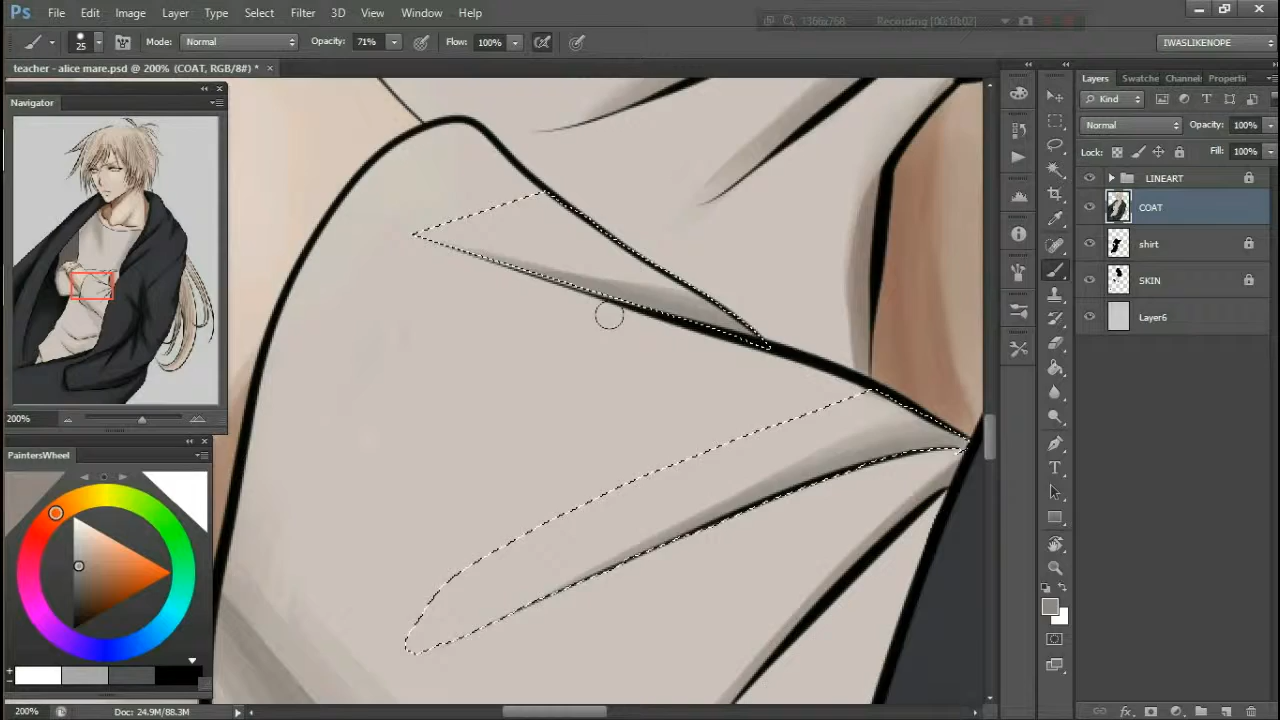 Ps File Edit Image Layer Type Select Filter 3D View Window Help
1366x768 Recording [00:10:02]
25 Mode: Normal Opacity: 71% Flow: 100% IWASLIKENOPE
teacher - alice mare.psd @ 200% (COAT, RGB/8#) * ×
Navigator
200%
PaintersWheel
Layers Swatche Channel Properti
Kind
Normal Opacity: 100%
Lock: Fill: 100%
LINEART
COAT
shirt
SKIN
Layer6
200% Doc: 24.9M/88.3M